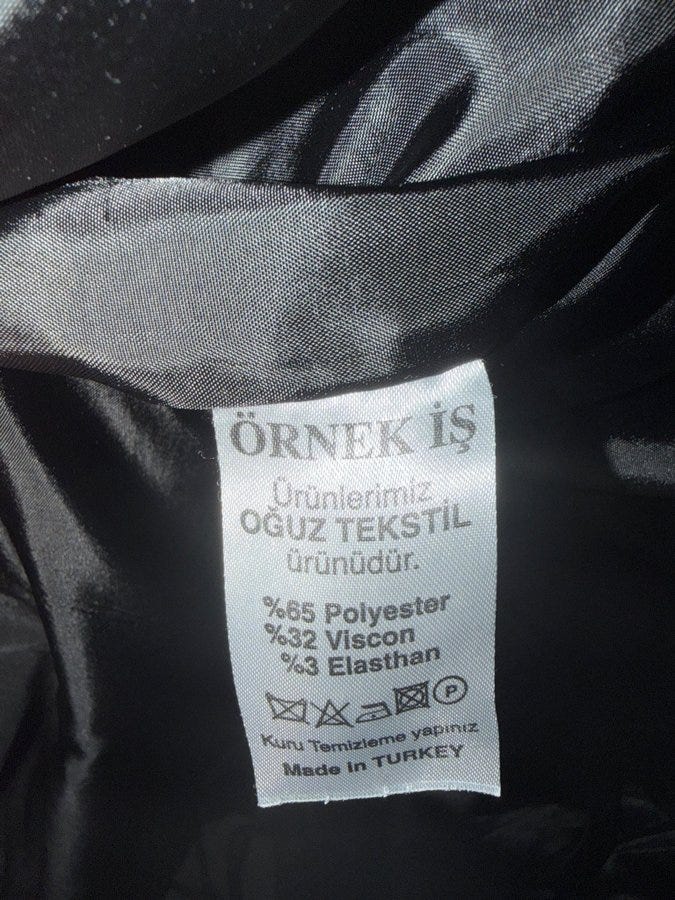 ÖRNEK İŞ
Ürünlerimiz
OĞUZ TEKSTİL
ürünüdür.
%65 Polyester
%32 Viscon
%3 Elasthan
P
Kuru Temizleme yapınız
Made in TURKEY